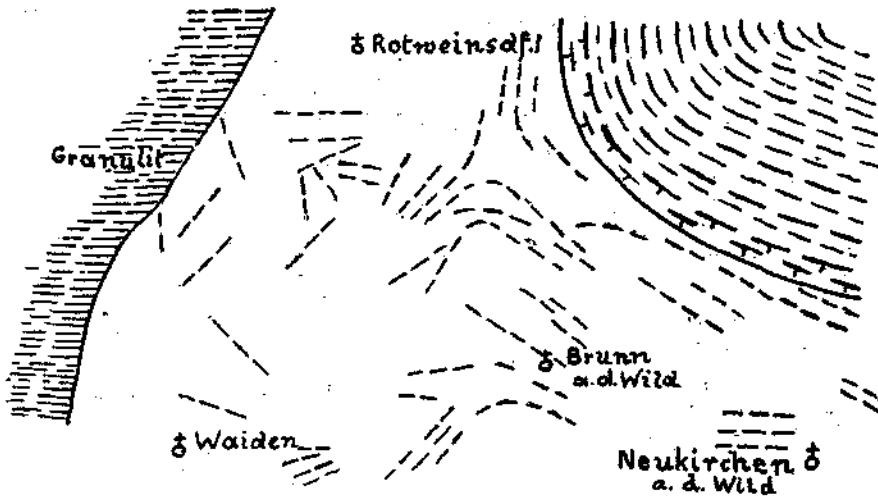 Rotweinsdf.
Granulit
Brunn
a.d. Wild
Waiden
Neukirchen
a. d. Wild